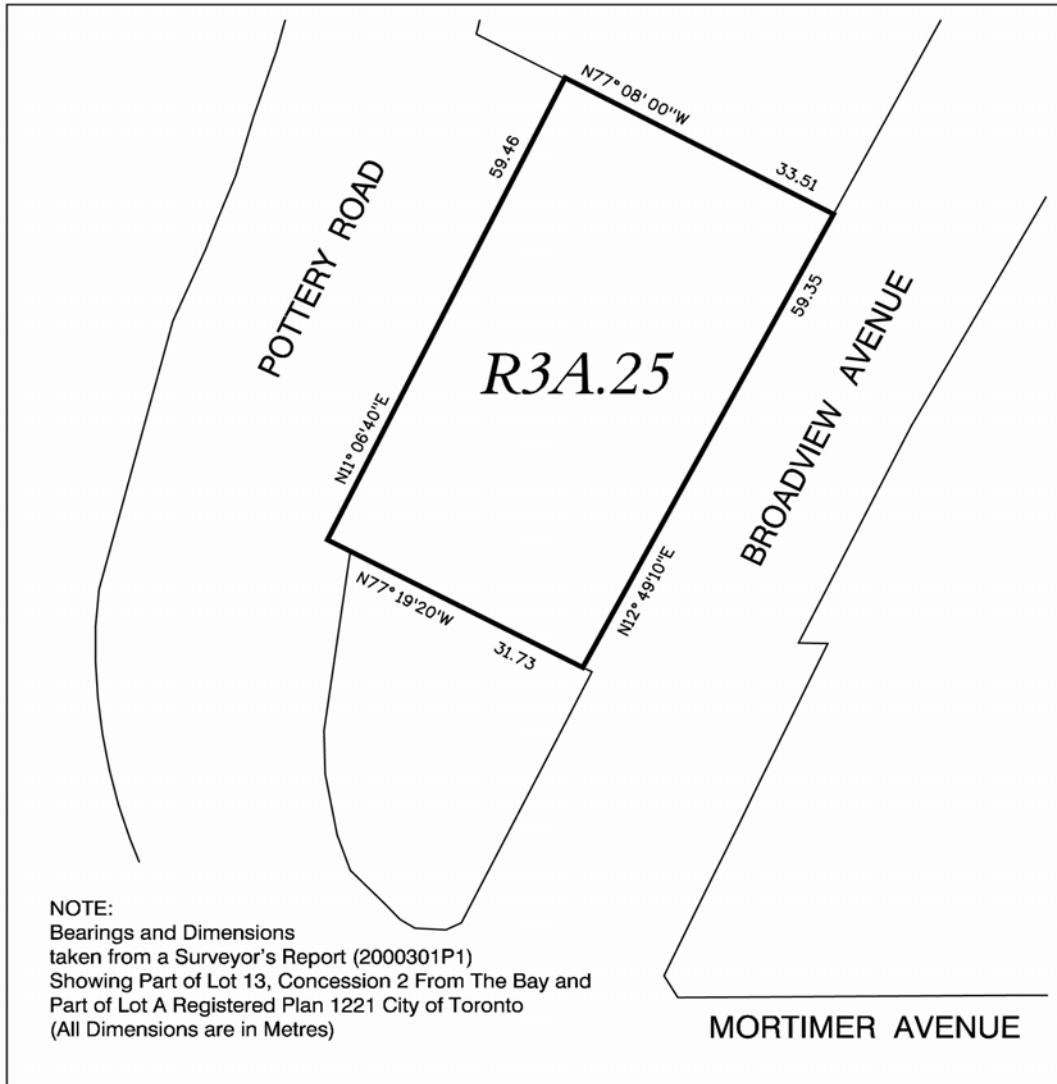 N77° 08' 00"W
33.51
59.46
POTTERY ROAD
59.35
R3A.25
BROADVIEW AVENUE
N11° 06'40"E
N12° 49'10"E
N77° 19'20'W
31.73
NOTE:
Bearings and Dimensions
taken from a Surveyor's Report (2000301P1)
Showing Part of Lot 13, Concession 2 From The Bay and
Part of Lot A Registered Plan 1221 City of Toronto
(All Dimensions are in Metres)
MORTIMER AVENUE